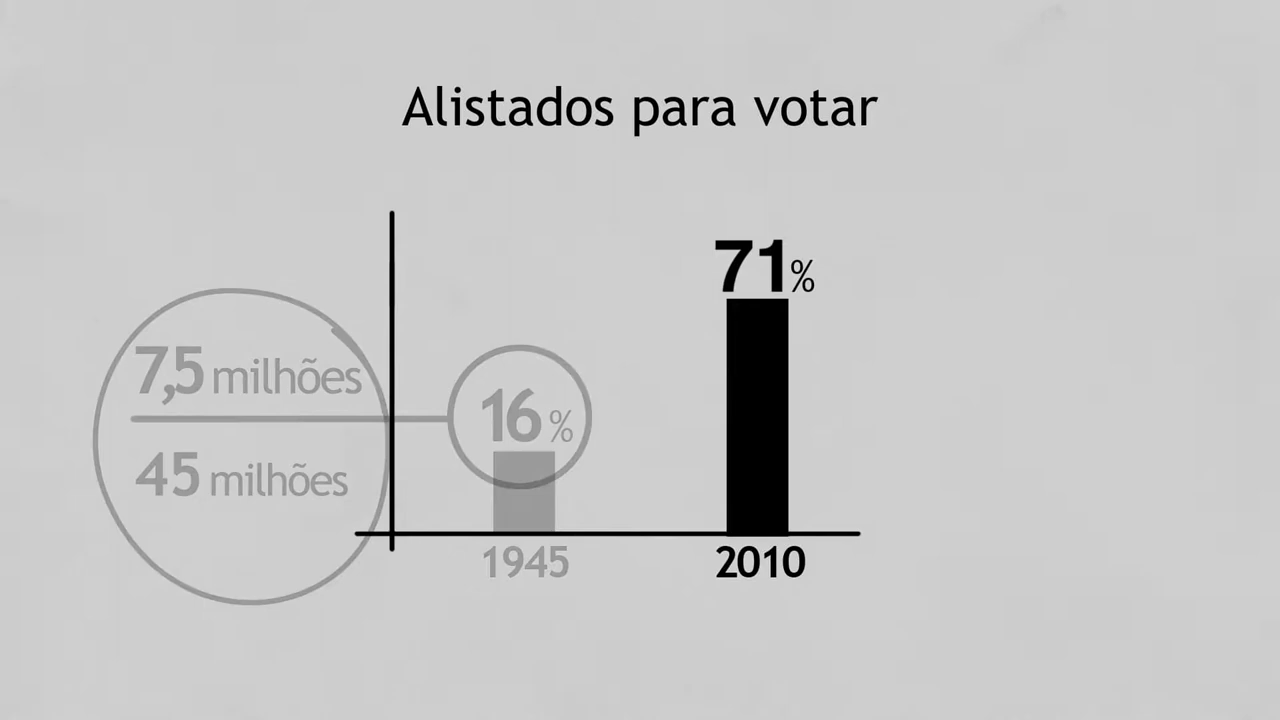 Alistados para votar
71%
7,5 milhões
16%
45 milhões
1945
2010